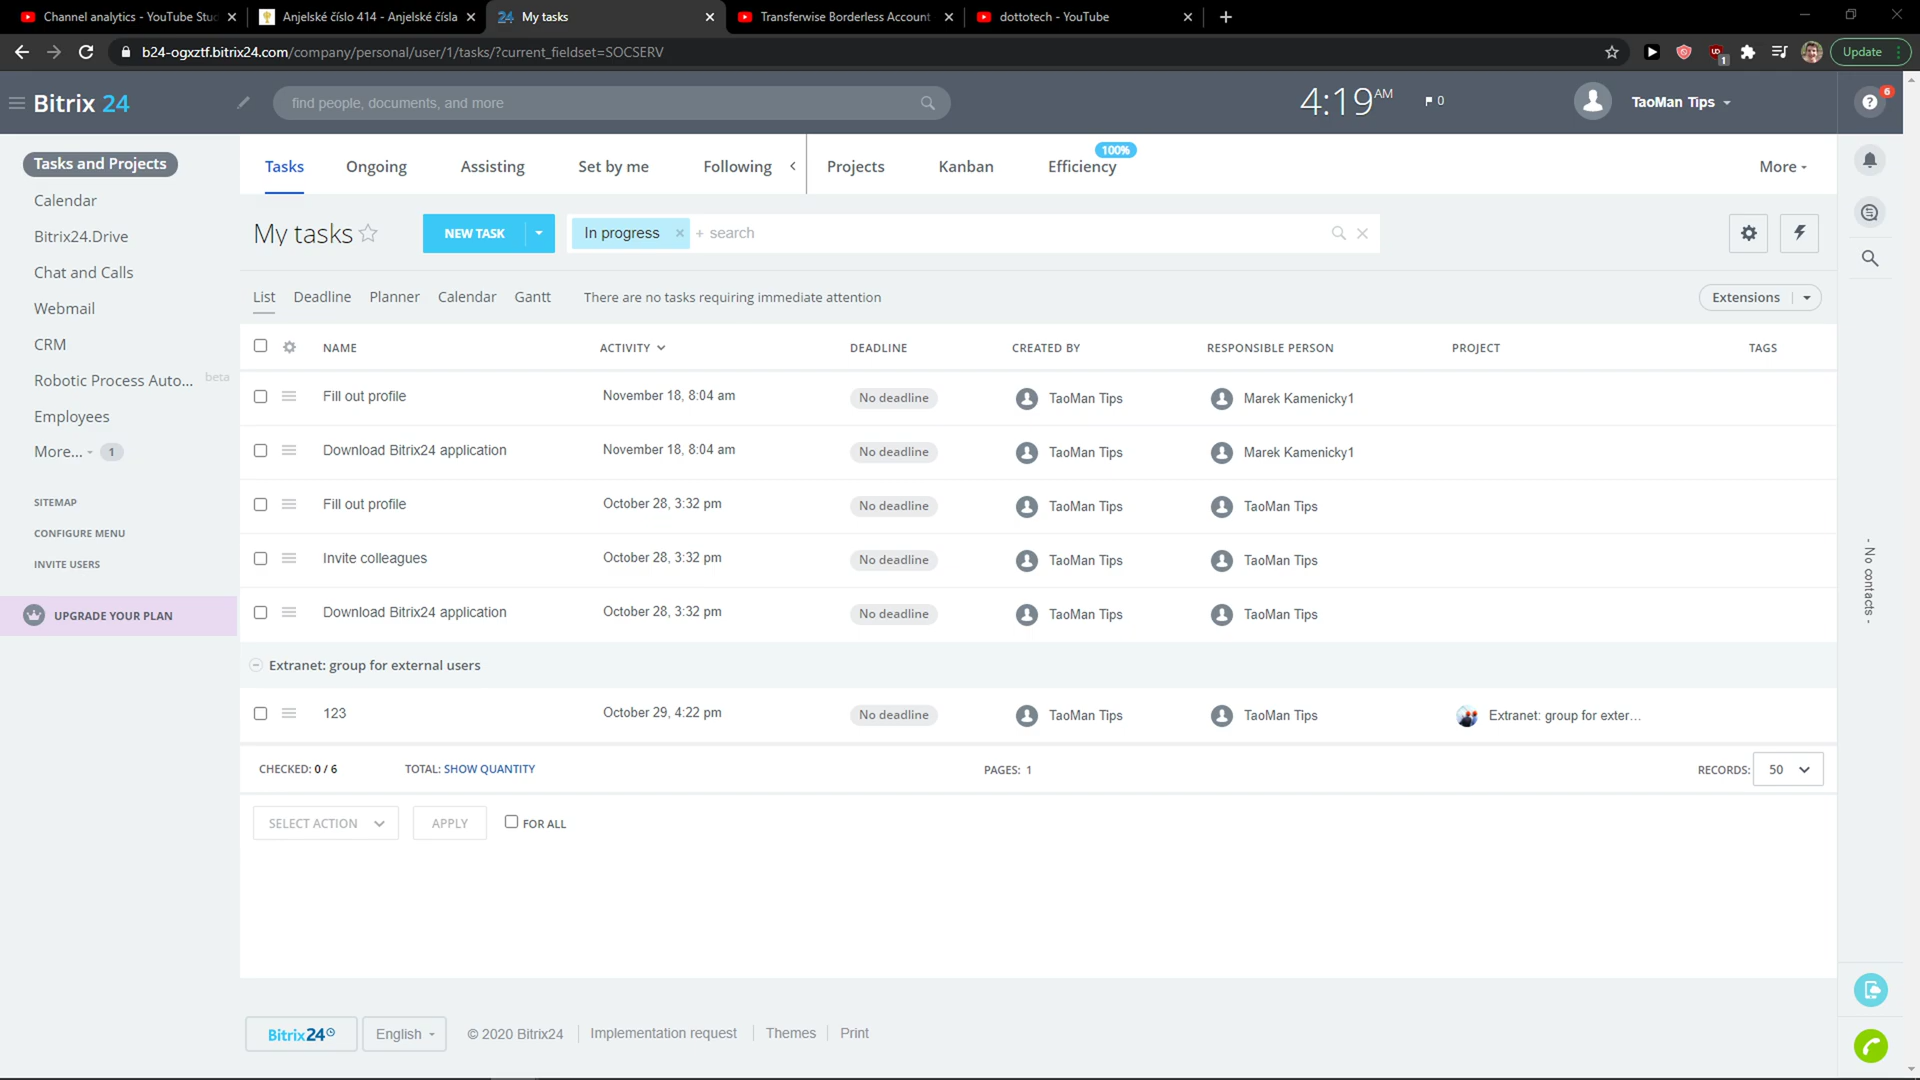 Channel analytics - YouTube Stu
Anjelské číslo 414 - Anjelské čísla
24 My tasks
Transferwise Borderless Account
dottotech - YouTube
b24-ogxztf.bitrix24.com/company/personal/user/1/tasks/?current_fieldset=SOCSERV
1
Update
Bitrix 24
find people, documents, and more
4:19 AM
0
TaoMan Tips
?
6
Tasks and Projects
Calendar
Bitrix24.Drive
Chat and Calls
Webmail
CRM
Robotic Process Auto... beta
Employees
More... 1
SITEMAP
CONFIGURE MENU
INVITE USERS
UPGRADE YOUR PLAN
Tasks Ongoing Assisting Set by me Following Projects Kanban Efficiency 100% More
My tasks
NEW TASK
In progress × + search
List Deadline Planner Calendar Gantt There are no tasks requiring immediate attention
Extensions
NAME ACTIVITY DEADLINE CREATED BY RESPONSIBLE PERSON PROJECT TAGS
Fill out profile November 18, 8:04 am No deadline TaoMan Tips Marek Kamenicky1
Download Bitrix24 application November 18, 8:04 am No deadline TaoMan Tips Marek Kamenicky1
Fill out profile October 28, 3:32 pm No deadline TaoMan Tips TaoMan Tips
Invite colleagues October 28, 3:32 pm No deadline TaoMan Tips TaoMan Tips
Download Bitrix24 application October 28, 3:32 pm No deadline TaoMan Tips TaoMan Tips
Extranet: group for external users
123 October 29, 4:22 pm No deadline TaoMan Tips TaoMan Tips Extranet: group for exter...
CHECKED: 0 / 6 TOTAL: SHOW QUANTITY PAGES: 1 RECORDS: 50
SELECT ACTION APPLY FOR ALL
- No contacts -
Bitrix24 English © 2020 Bitrix24 Implementation request Themes Print